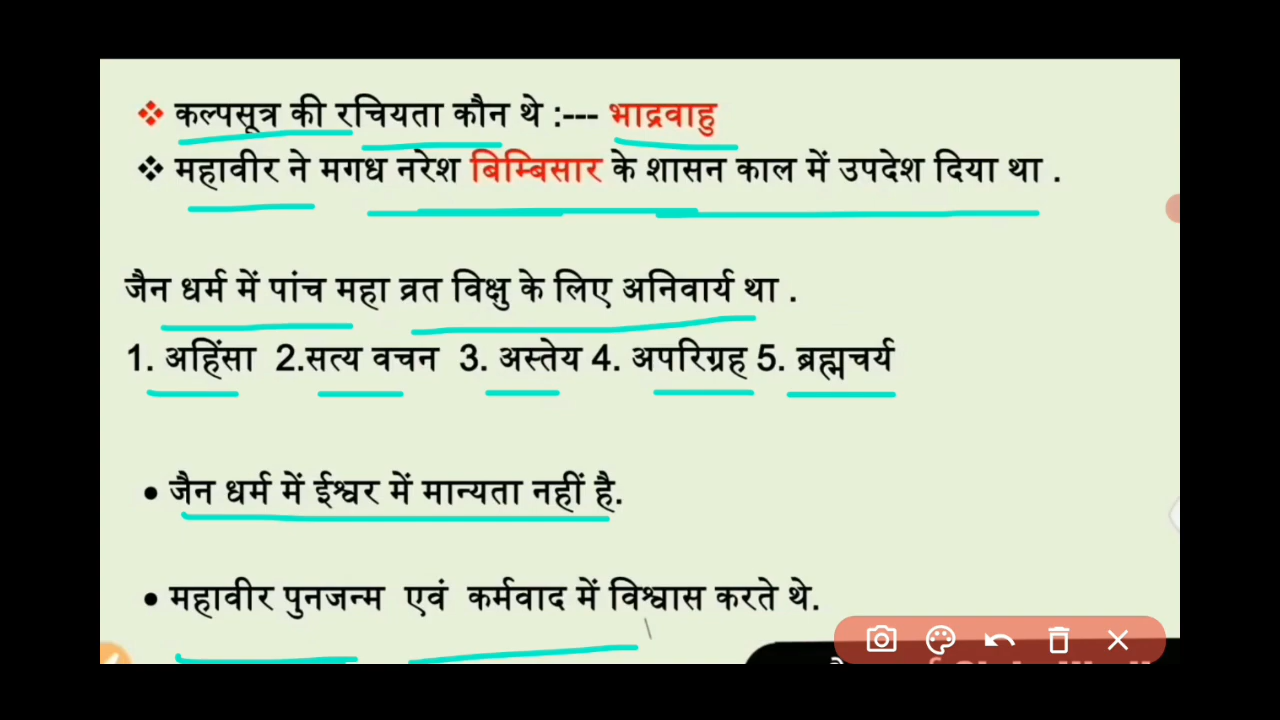 ❖ कल्पसूत्र की रचियता कौन थे :--- भाद्रवाहु
❖ महावीर ने मगध नरेश बिम्बिसार के शासन काल में उपदेश दिया था .
जैन धर्म में पांच महा व्रत विक्षु के लिए अनिवार्य था .
1. अहिंसा 2.सत्य वचन 3. अस्तेय 4. अपरिग्रह 5. ब्रह्मचर्य
• जैन धर्म में ईश्वर में मान्यता नहीं है.
• महावीर पुनजन्म एवं कर्मवाद में विश्वास करते थे.